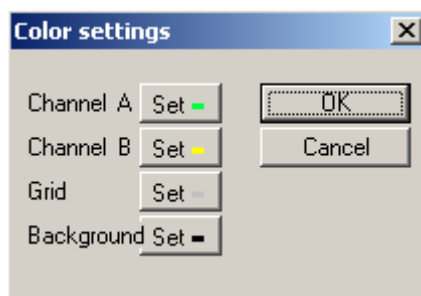 Color settings
Channel A Set OK
Channel B Set Cancel
Grid Set
Background Set